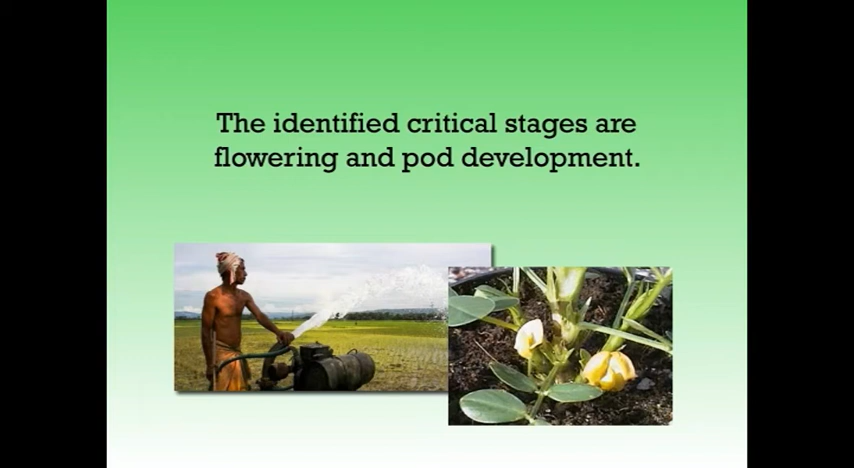 The identified critical stages are
flowering and pod development.